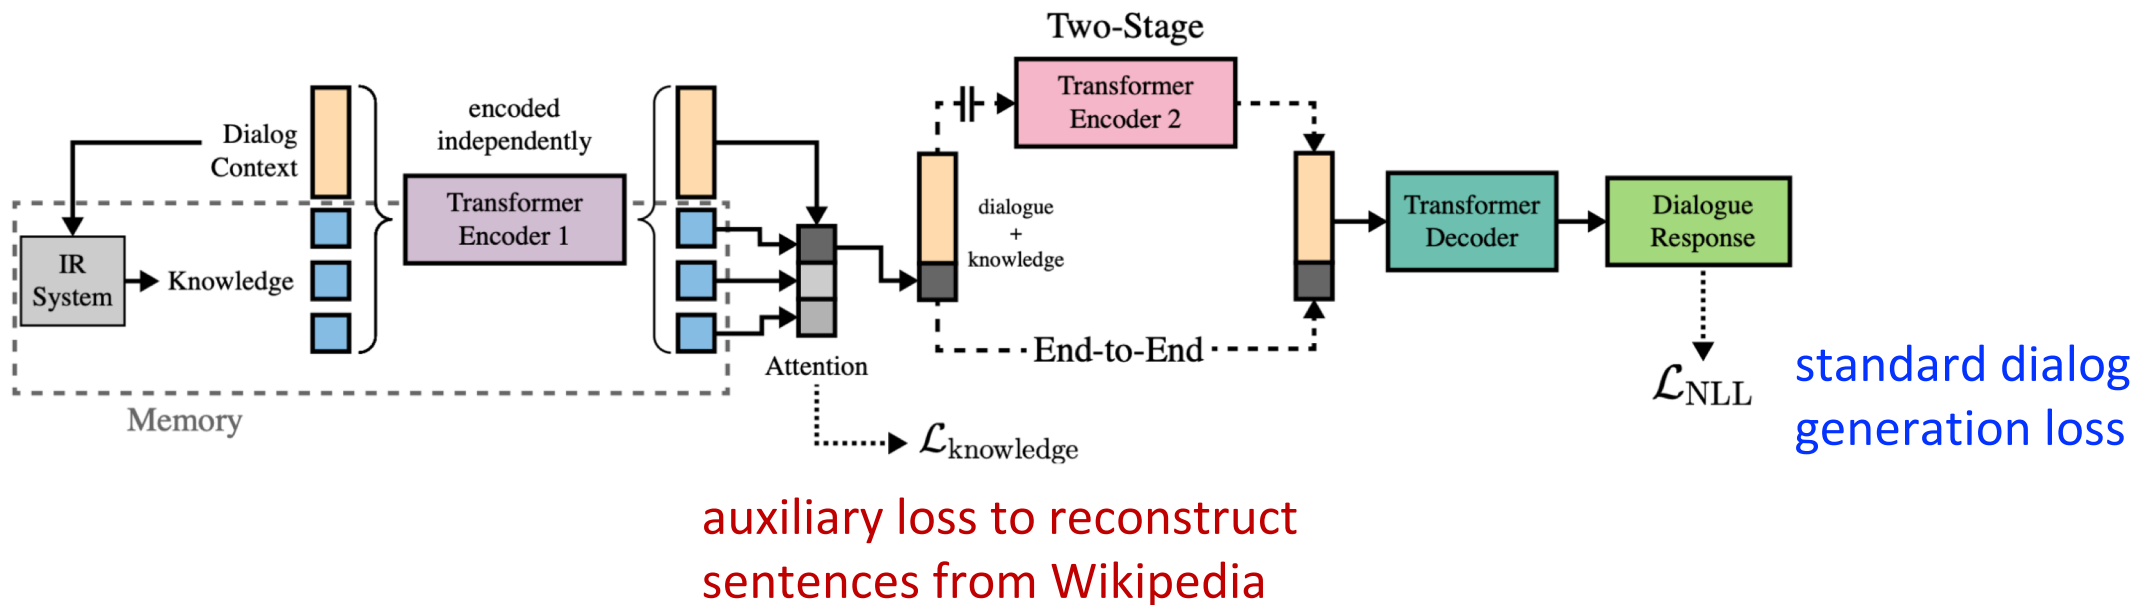 Two-Stage
Dialog
Context
encoded
independently
Transformer
Encoder 2
Transformer
Encoder 1
IR
System
Knowledge
dialogue
+
knowledge
Transformer
Decoder
Dialogue
Response
End-to-End
Attention
Memory
ℒNLL
standard dialog
generation loss
ℒknowledge
auxiliary loss to reconstruct
sentences from Wikipedia